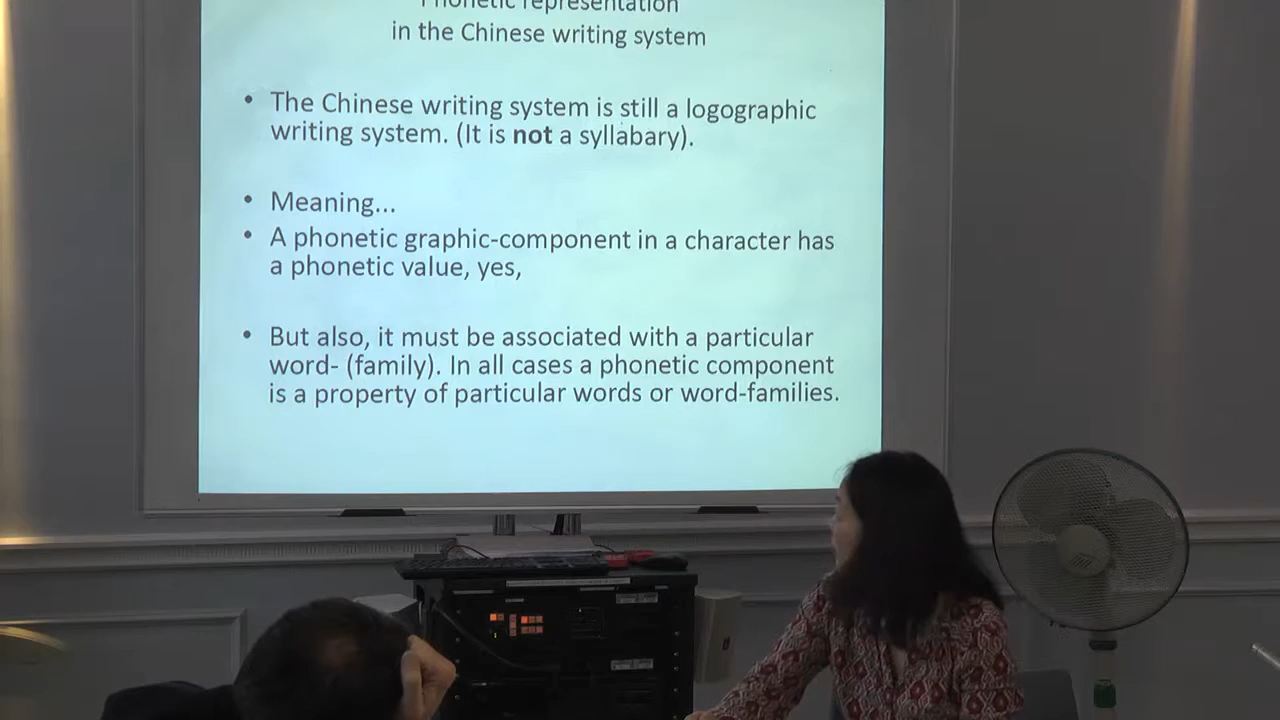 Phonetic representation
in the Chinese writing system
• The Chinese writing system is still a logographic
writing system. (It is not a syllabary).
• Meaning...
• A phonetic graphic-component in a character has
a phonetic value, yes,
• But also, it must be associated with a particular
word- (family). In all cases a phonetic component
is a property of particular words or word-families.